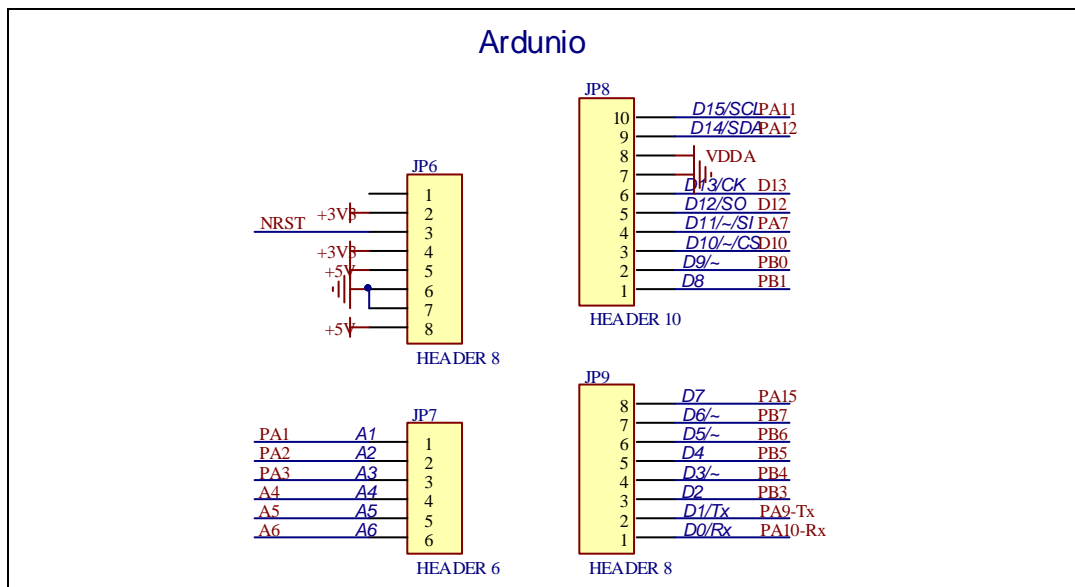 Ardunio
JP6
1
+3V3 2
NRST 3
+3V3 4
+5V 5
6
7
+5V 8
HEADER 8
JP7
PA1 A1 1
PA2 A2 2
PA3 A3 3
A4 A4 4
A5 A5 5
A6 A6 6
HEADER 6
JP8
10 D15/SCL PA11
9 D14/SDA PA12
8 VDDA
7
6 D13/CK D13
5 D12/SO D12
4 D11/~/SI PA7
3 D10/~/CS D10
2 D9/~ PB0
1 D8 PB1
HEADER 10
JP9
8 D7 PA15
7 D6/~ PB7
6 D5/~ PB6
5 D4 PB5
4 D3/~ PB4
3 D2 PB3
2 D1/Tx PA9-Tx
1 D0/Rx PA10-Rx
HEADER 8